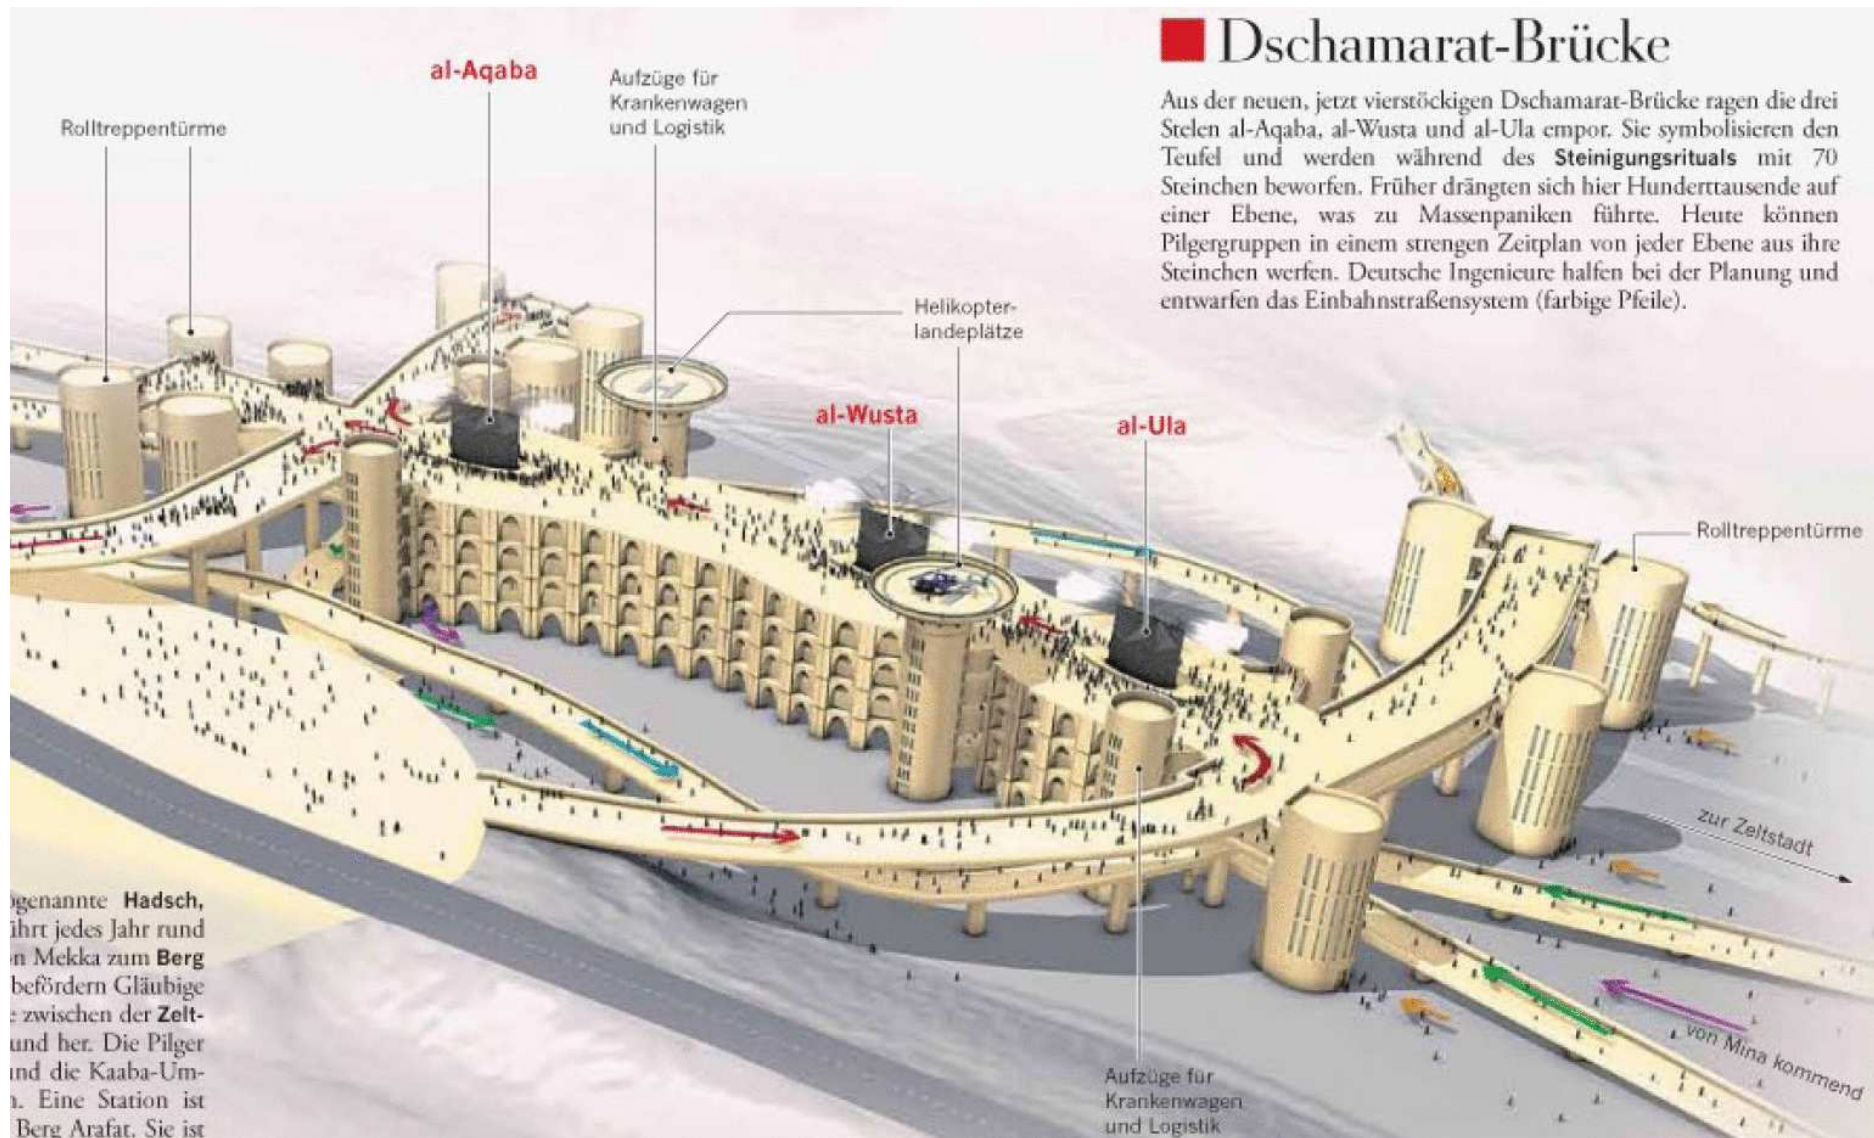 Dschamarat-Brücke
Aus der neuen, jetzt vierstöckigen Dschamarat-Brücke ragen die drei
Stelen al-Aqaba, al-Wusta und al-Ula empor. Sie symbolisieren den
Teufel und werden während des Steinigungsrituals mit 70
Steinchen beworfen. Früher drängten sich hier Hunderttausende auf
einer Ebene, was zu Massenpaniken führte. Heute können
Pilgergruppen in einem strengen Zeitplan von jeder Ebene aus ihre
Steinchen werfen. Deutsche Ingenieure halfen bei der Planung und
entwarfen das Einbahnstraßensystem (farbige Pfeile).
al-Aqaba
Aufzüge für
Krankenwagen
und Logistik
Rolltreppentürme
Helikopter-
landeplätze
al-Wusta
al-Ula
H
Rolltreppentürme
zur Zeltstadt
von Mina kommend
Aufzüge für
Krankenwagen
und Logistik
ogenannte Hadsch,
ührt jedes Jahr rund
n Mekka zum Berg
befördern Gläubige
zwischen der Zelt-
und her. Die Pilger
und die Kaaba-Um-
n. Eine Station ist
Berg Arafat. Sie ist